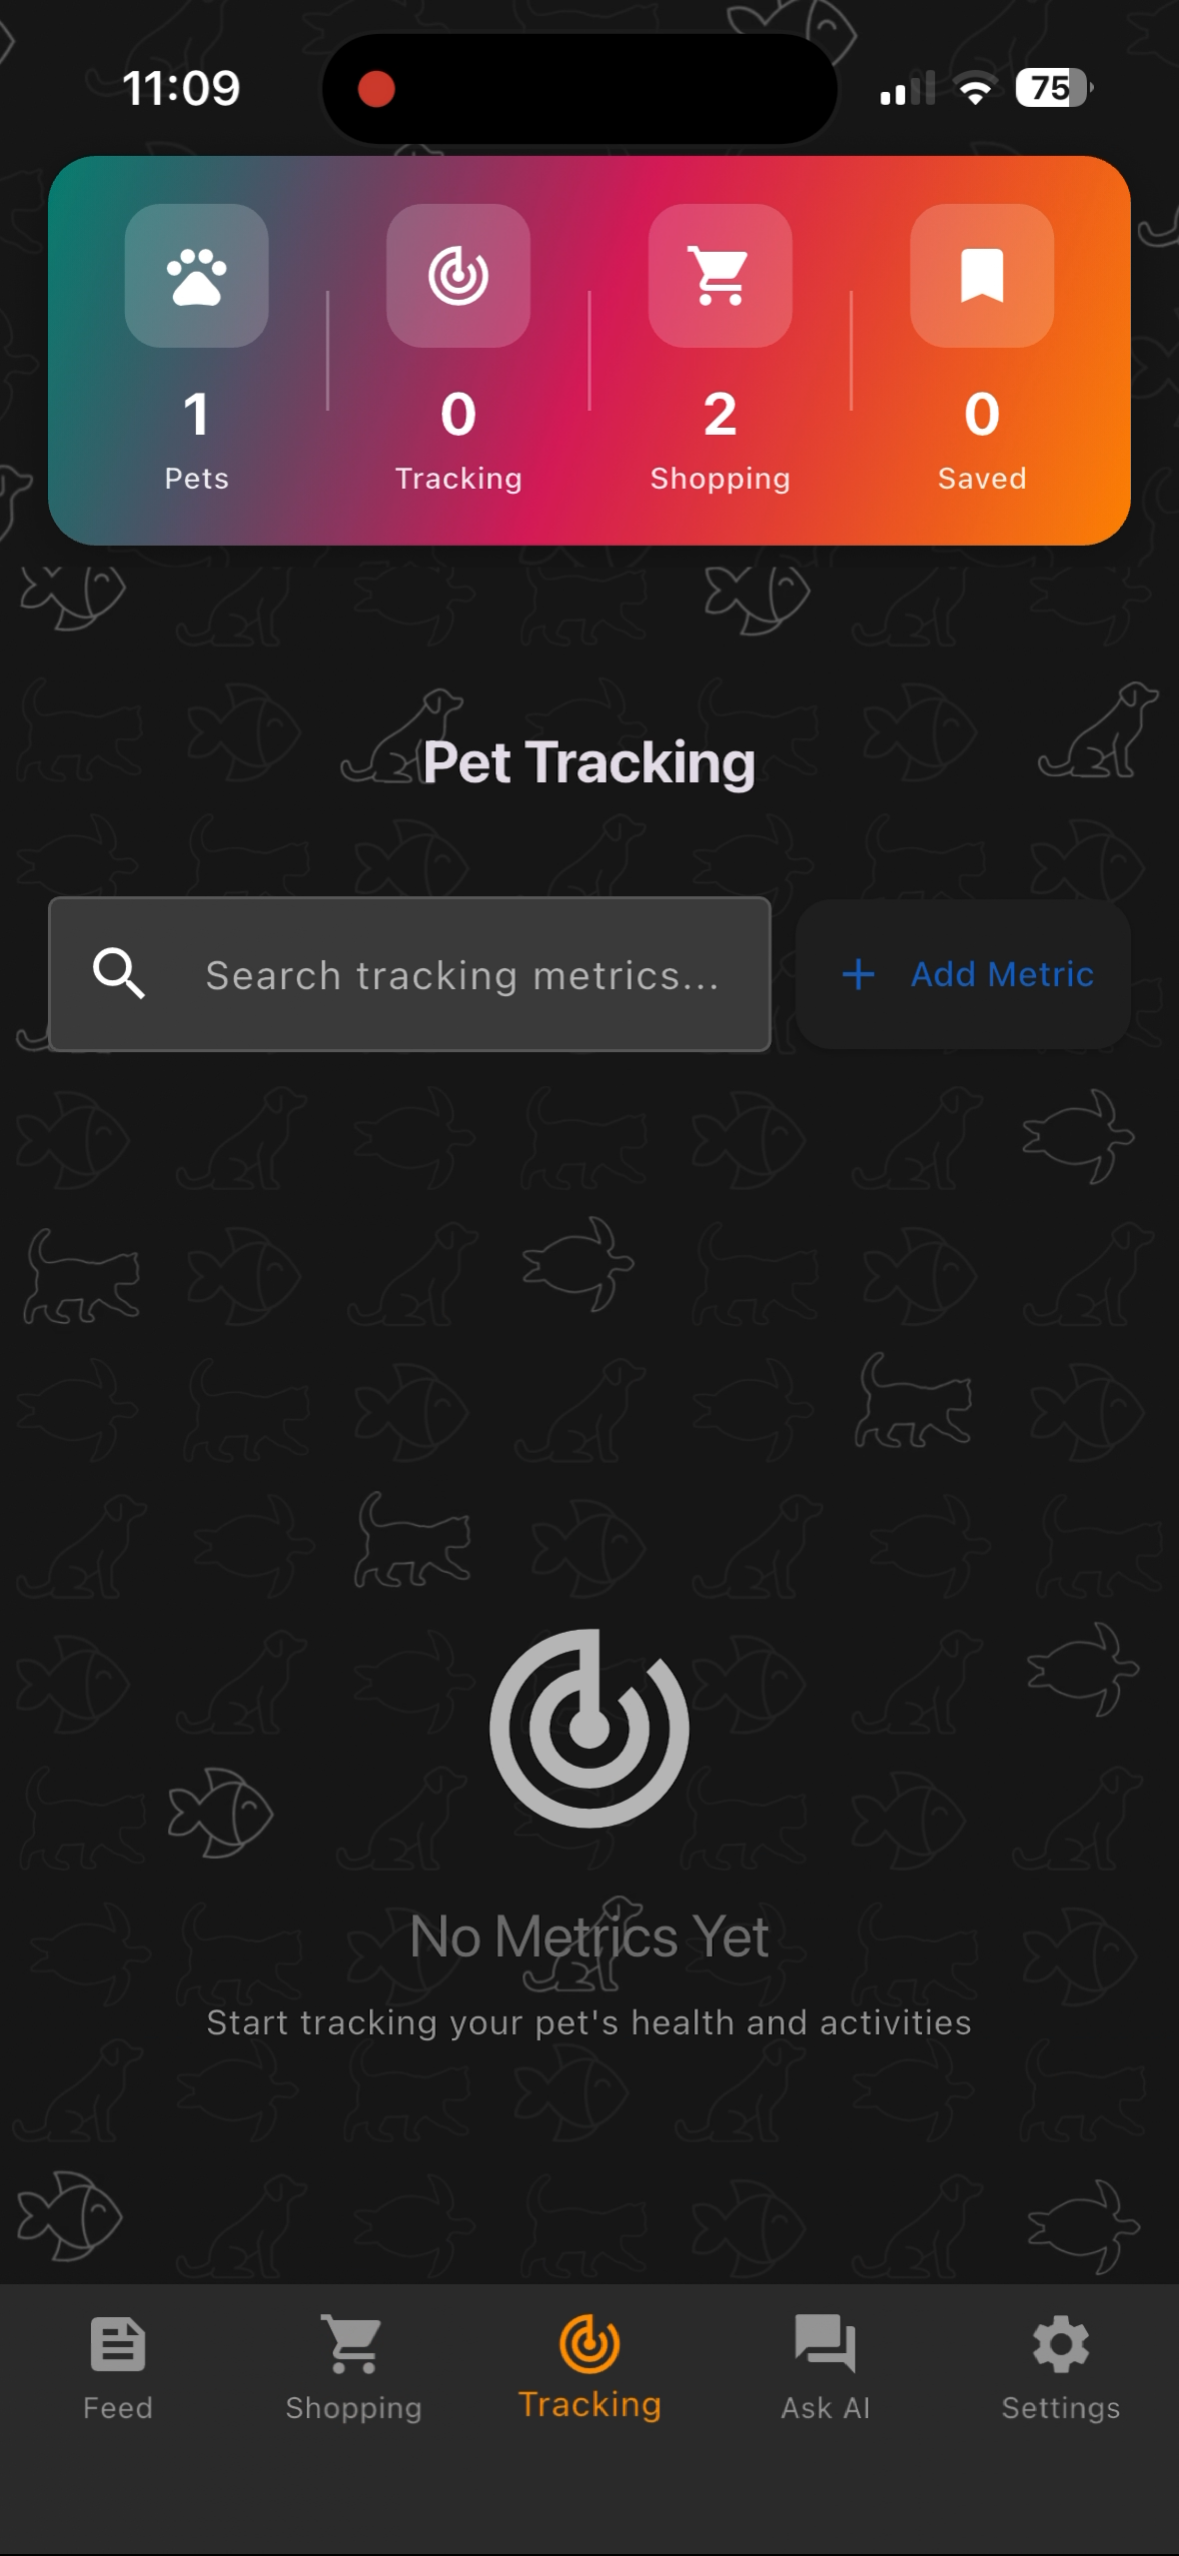 11:09
75
1
0
2
0
Pets
Tracking
Shopping
Saved
Pet Tracking
Search tracking metrics...
+ Add Metric
No Metrics Yet
Start tracking your pet's health and activities
Feed
Shopping
Tracking
Ask AI
Settings